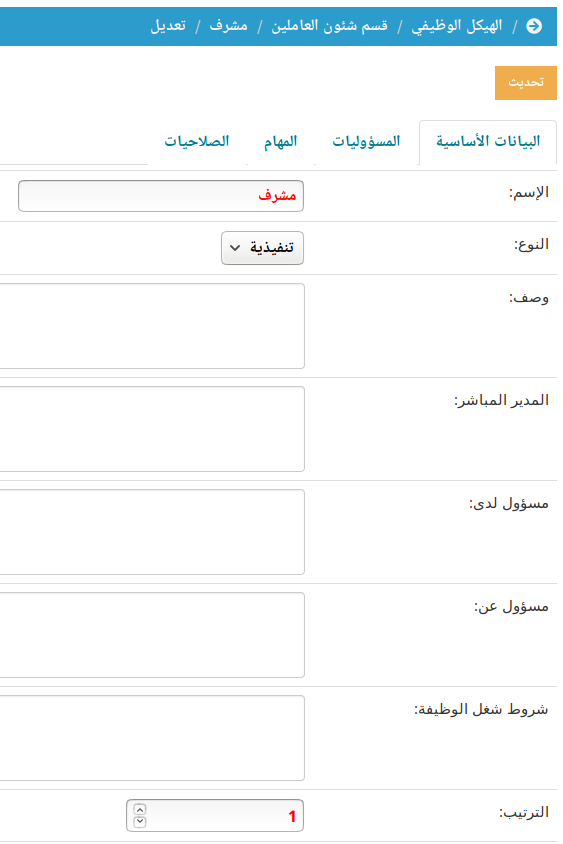 / الهيكل الوظيفي / قسم شئون العاملين / مشرف / تعديل
تحديث
البيانات الأساسية المسؤوليات المهام الصلاحيات
الإسم: مشرف
النوع: تنفيذية
وصف:
المدير المباشر:
مسؤول لدى:
مسؤول عن:
شروط شغل الوظيفة:
الترتيب: 1